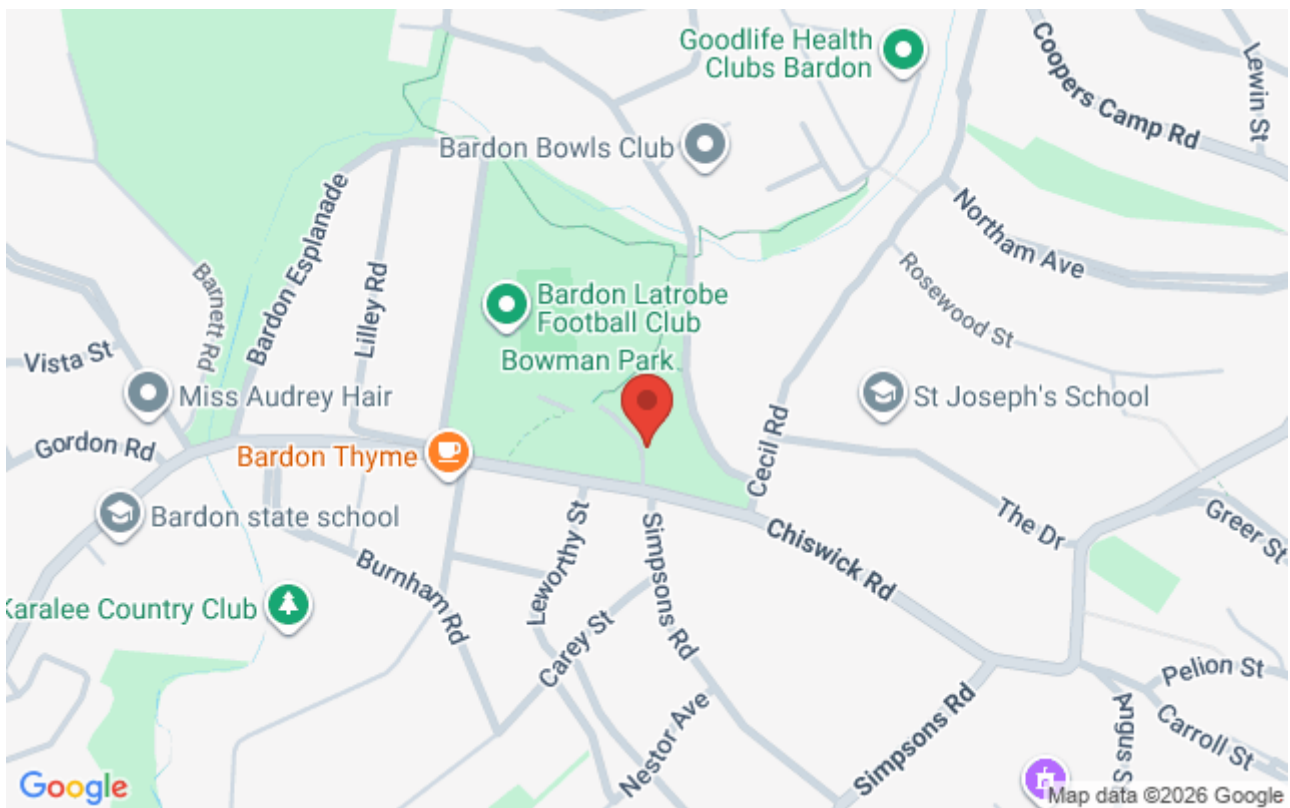 Goodlife Health
Clubs Bardon
Coopers Camp Rd
Lewin St
Bardon Bowls Club
Northam Ave
Bardon Esplanade
Barnett Rd
Lilley Rd
Rosewood St
Bardon Latrobe
Football Club
Bowman Park
Vista St
Miss Audrey Hair
St Joseph's School
Gordon Rd
Bardon Thyme
Cecil Rd
Bardon state school
The Dr
Greer St
Chiswick Rd
Simpsons Rd
Leworthy St
Burnham Rd
Karalee Country Club
Carey St
Pelion St
Nestor Ave
Simpsons Rd
Angus S
Carroll St
Google
Map data ©2026 Google